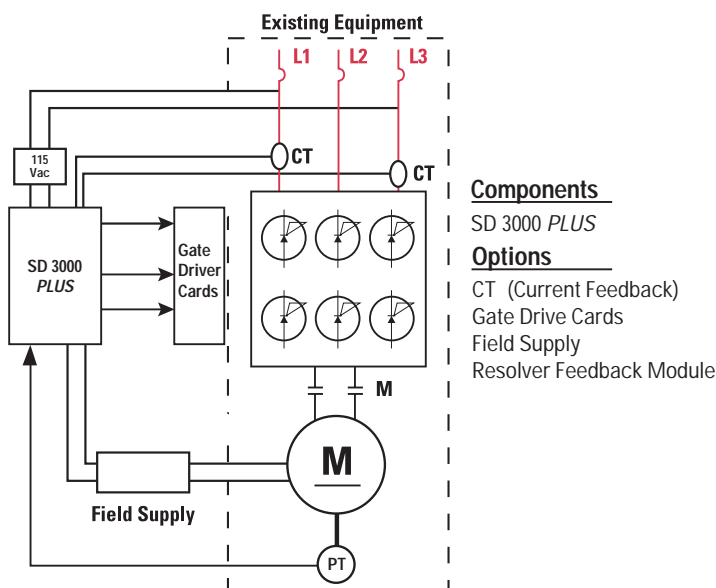 Existing Equipment
L1 L2 L3
CT
CT
115
Vac
SD 3000
PLUS
Gate
Driver
Cards
M
M
Field Supply
PT
Components
SD 3000 PLUS
Options
CT (Current Feedback)
Gate Drive Cards
Field Supply
Resolver Feedback Module